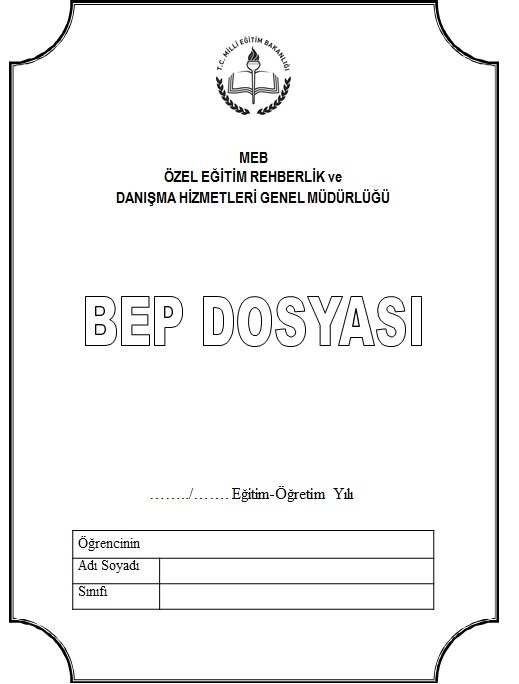 T.C. MİLLÎ EĞİTİM BAKANLIĞI
MEB
ÖZEL EĞİTİM REHBERLİK ve
DANIŞMA HİZMETLERİ GENEL MÜDÜRLÜĞÜ
BEP DOSYASI
……../……. Eğitim-Öğretim Yılı
Öğrencinin
Adı Soyadı
Sınıfı